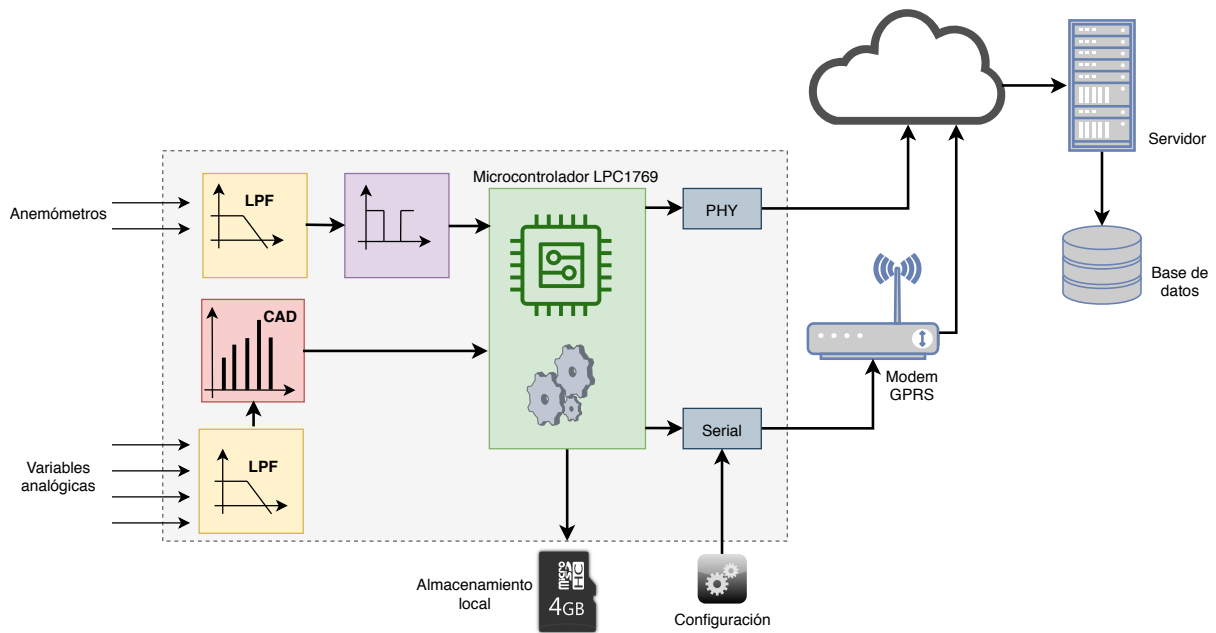 Servidor
Microcontrolador LPC1769
LPF
PHY
Anemómetros
Base de
datos
CAD
Modem
GPRS
Serial
LPF
Variables
analógicas
micro
SD
HC
4GB
Almacenamiento
local
Configuración